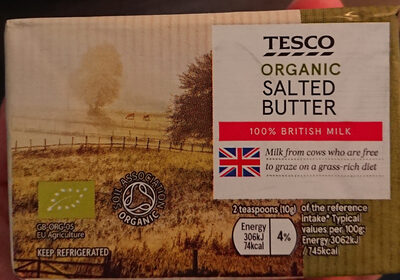 TESCO
ORGANIC
SALTED
BUTTER
100% BRITISH MILK
Milk from cows who are free
to graze on a grass-rich diet
SOIL ASSOCIATION
ORGANIC
GB-ORG-05
EU Agriculture
KEEP REFRIGERATED
2 teaspoons (10g)
Energy
306kJ
74kcal
4%
of the reference
intake* Typical
values per 100g:
Energy 3062kJ
/745kcal